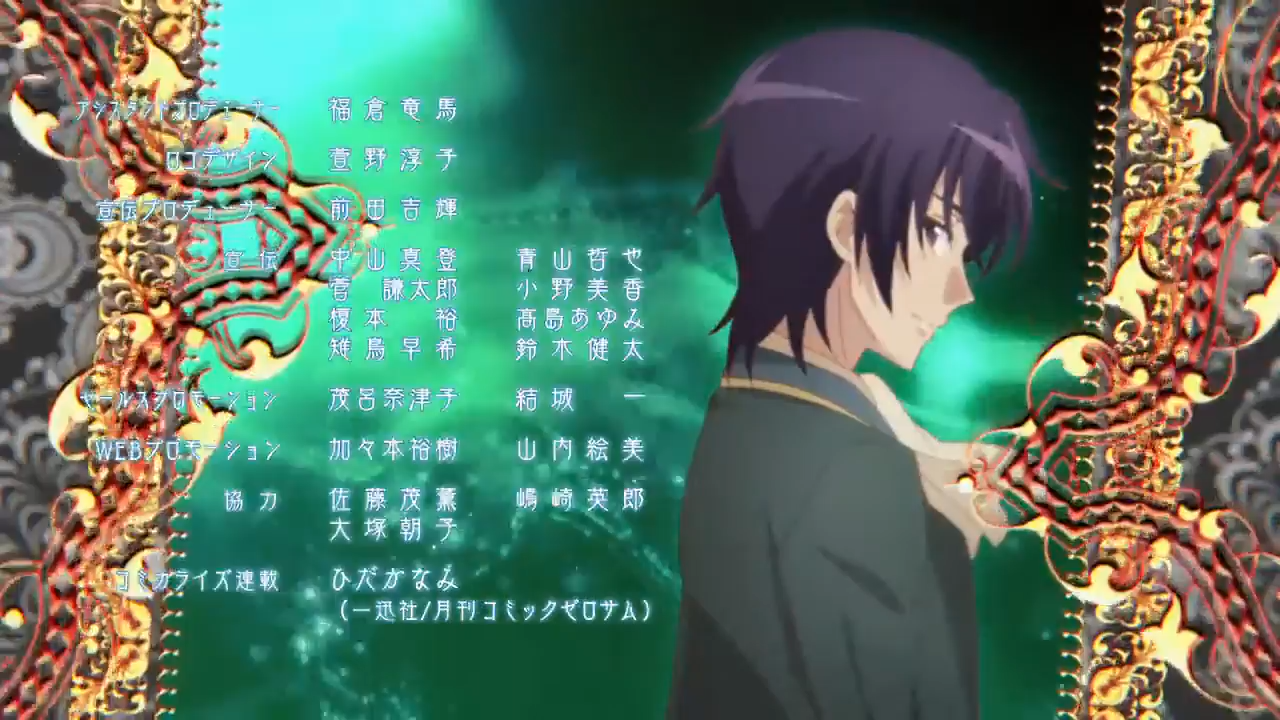 アシスタントプロデューサー 福倉竜馬
ロゴデザイン 萱野淳子
宣伝プロデューサー 前田吉輝
宣伝 中山真登 青山哲也
菅 謙太郎 小野美香
榎本 裕 髙島あゆみ
雉鳥早希 鈴木健太
セールスプロモーション 茂呂奈津子 結城 一
WEBプロモーション 加々本裕樹 山内絵美
協力 佐藤茂薫 嶋崎英郎
大塚朝子
コミカライズ連載 ひだかなみ
(一迅社/月刊コミックゼロサム)